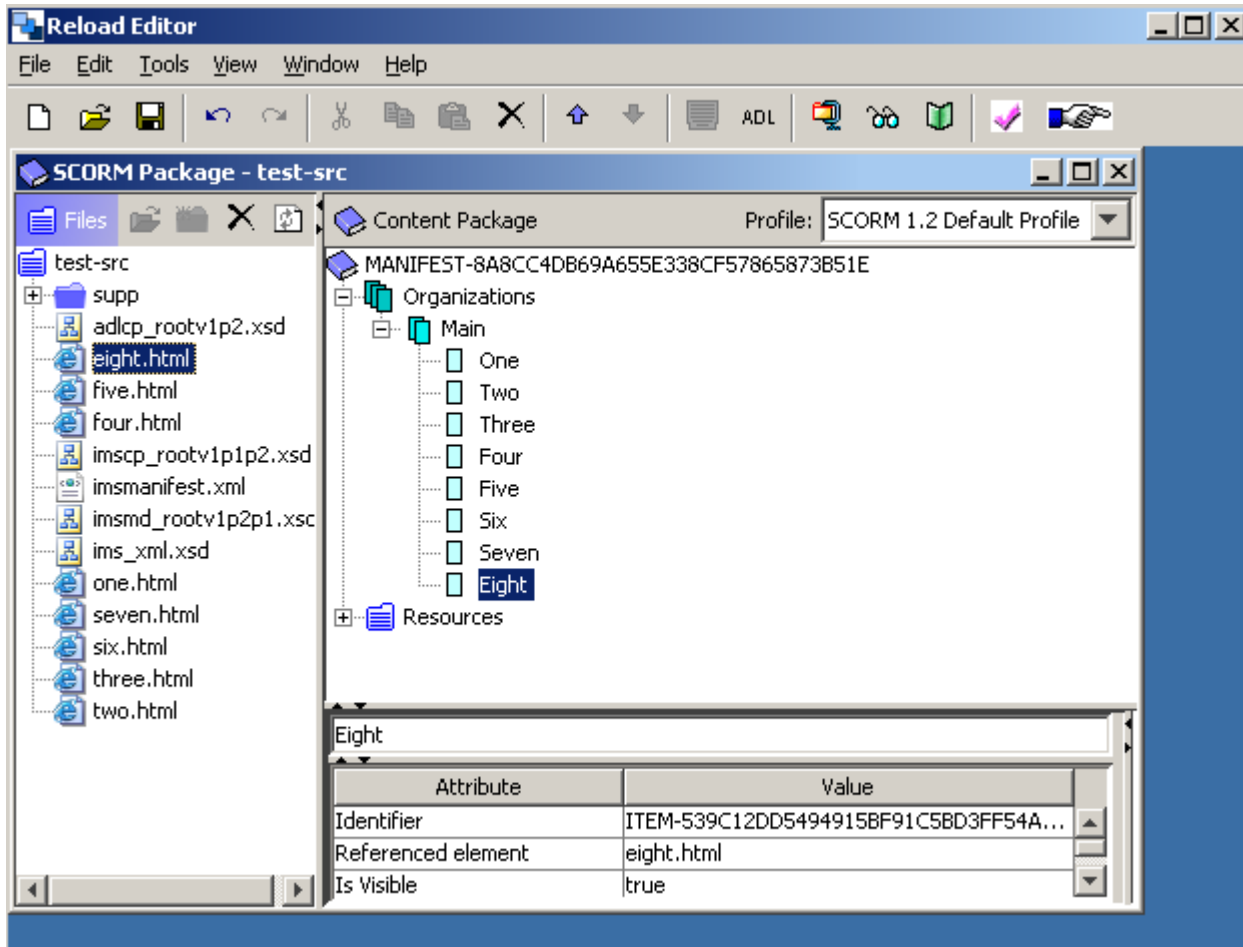 Reload Editor
File Edit Tools View Window Help
ADL
SCORM Package - test-src
Files
Content Package Profile: SCORM 1.2 Default Profile
test-src
supp
adlcp_rootv1p2.xsd
eight.html
five.html
four.html
imscp_rootv1p1p2.xsd
imsmanifest.xml
imsmd_rootv1p2p1.xsc
ims_xml.xsd
one.html
seven.html
six.html
three.html
two.html
MANIFEST-8A8CC4DB69A655E338CF57865873B51E
Organizations
Main
One
Two
Three
Four
Five
Six
Seven
Eight
Resources
Eight
Attribute Value
Identifier ITEM-539C12DD5494915BF91C5BD3FF54A...
Referenced element eight.html
Is Visible true